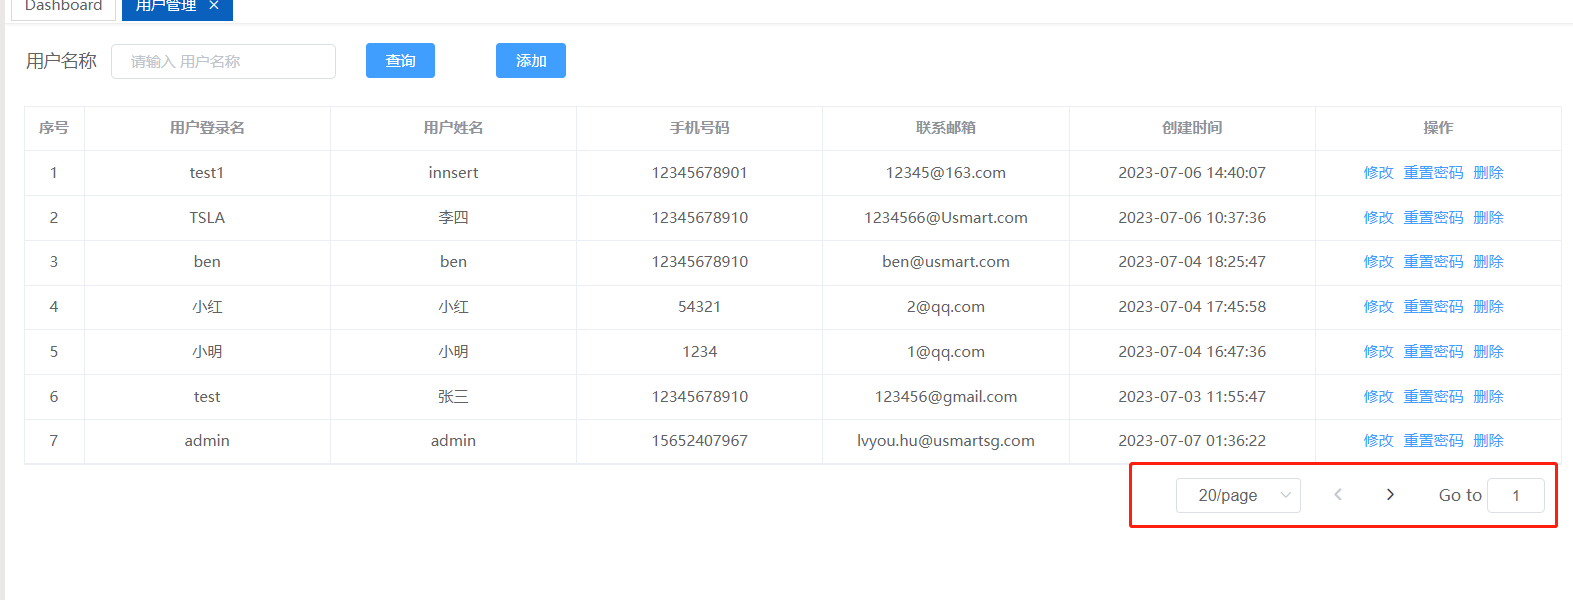 Dashboard 用户管理 ×
用户名称 请输入 用户名称 查询 添加
序号 用户登录名 用户姓名 手机号码 联系邮箱 创建时间 操作
1 test1 innsert 12345678901 12345@163.com 2023-07-06 14:40:07 修改 重置密码 删除
2 TSLA 李四 12345678910 1234566@Usmart.com 2023-07-06 10:37:36 修改 重置密码 删除
3 ben ben 12345678910 ben@usmart.com 2023-07-04 18:25:47 修改 重置密码 删除
4 小红 小红 54321 2@qq.com 2023-07-04 17:45:58 修改 重置密码 删除
5 小明 小明 1234 1@qq.com 2023-07-04 16:47:36 修改 重置密码 删除
6 test 张三 12345678910 123456@gmail.com 2023-07-03 11:55:47 修改 重置密码 删除
7 admin admin 15652407967 lvyou.hu@usmartsg.com 2023-07-07 01:36:22 修改 重置密码 删除
20/page Go to 1